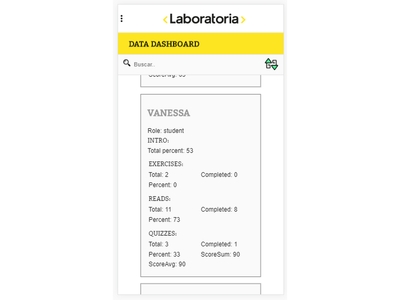 <Laboratoria>
DATA DASHBOARD
Buscar..
ScoreAvg: 63
VANESSA
Role: student
INTRO:
Total percent: 53
EXERCISES:
Total: 2 Completed: 0
Percent: 0
READS:
Total: 11 Completed: 8
Percent: 73
QUIZZES:
Total: 3 Completed: 1
Percent: 33 ScoreSum: 90
ScoreAvg: 90